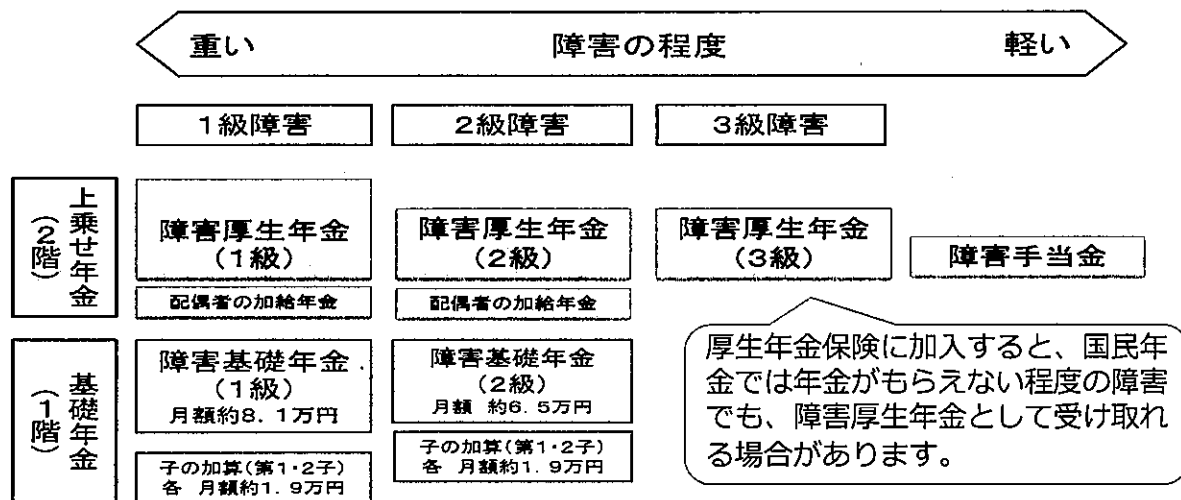 重い 障害の程度 軽い
1級障害 2級障害 3級障害
上乗せ年金
(2階)
障害厚生年金
(1級)
障害厚生年金
(2級)
障害厚生年金
(3級)
障害手当金
配偶者の加給年金
配偶者の加給年金
基礎年金
(1階)
障害基礎年金
(1級)
月額約8.1万円
障害基礎年金
(2級)
月額 約6.5万円
子の加算(第1・2子)
各 月額約1.9万円
子の加算(第1・2子)
各 月額約1.9万円
厚生年金保険に加入すると、国民年
金では年金がもらえない程度の障害
でも、障害厚生年金として受け取れ
る場合があります。